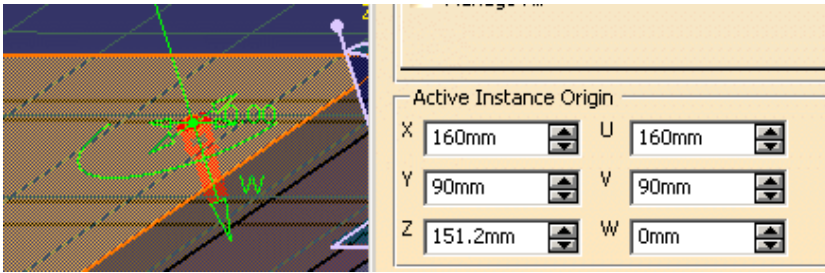 Active Instance Origin
X 160mm U 160mm
Y 90mm V 90mm
Z 151.2mm W 0mm
W